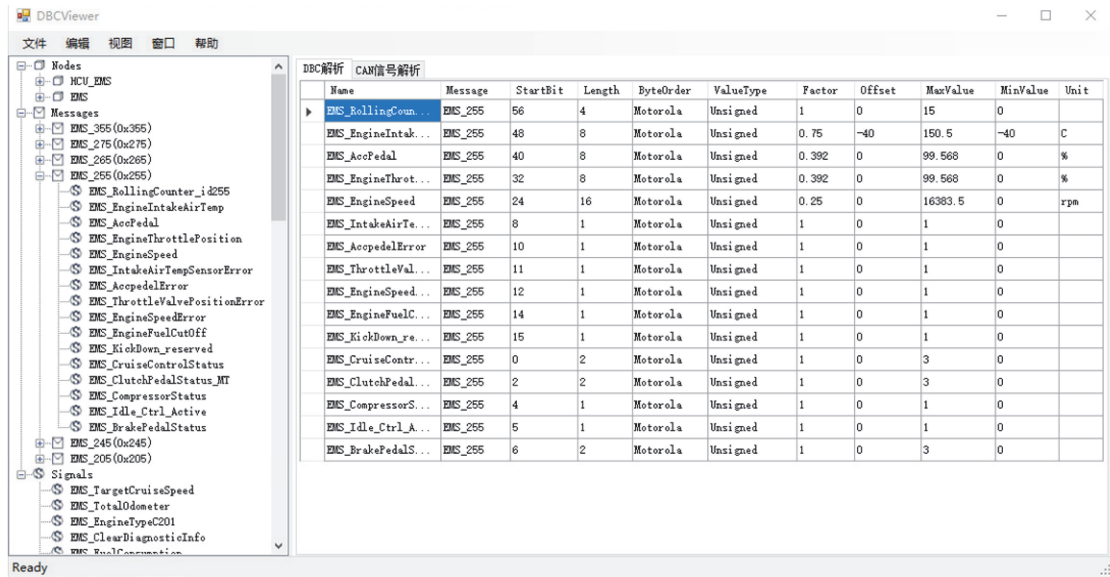 DBCViewer
文件 编辑 视图 窗口 帮助
Nodes
HCU_EMS
EMS
Messages
EMS_355(0x355)
EMS_275(0x275)
EMS_265(0x265)
EMS_255(0x255)
EMS_RollingCounter_id255
EMS_EngineIntakeAirTemp
EMS_AccPedal
EMS_EngineThrottlePosition
EMS_EngineSpeed
EMS_IntakeAirTempSensorError
EMS_AccpedelError
EMS_ThrottleValvePositionError
EMS_EngineSpeedError
EMS_EngineFuelCutOff
EMS_KickDown_reserved
EMS_CruiseControlStatus
EMS_ClutchPedalStatus_MT
EMS_CompressorStatus
EMS_Idle_Ctrl_Active
EMS_BrakePedalStatus
EMS_245(0x245)
EMS_205(0x205)
Signals
EMS_TargetCruiseSpeed
EMS_TotalOdometer
EMS_EngineTypeC201
EMS_ClearDiagnosticInfo
EMS_FuelConsumption
DBC解析 CAN信号解析
Name Message StartBit Length ByteOrder ValueType Factor Offset MaxValue MinValue Unit
EMS_RollingCoun... EMS_255 56 4 Motorola Unsigned 1 0 15 0
EMS_EngineIntak... EMS_255 48 8 Motorola Unsigned 0.75 -40 150.5 -40 C
EMS_AccPedal EMS_255 40 8 Motorola Unsigned 0.392 0 99.568 0 %
EMS_EngineThrot... EMS_255 32 8 Motorola Unsigned 0.392 0 99.568 0 %
EMS_EngineSpeed EMS_255 24 16 Motorola Unsigned 0.25 0 16383.5 0 rpm
EMS_IntakeAirTe... EMS_255 8 1 Motorola Unsigned 1 0 1 0
EMS_AccpedelError EMS_255 10 1 Motorola Unsigned 1 0 1 0
EMS_ThrottleVal... EMS_255 11 1 Motorola Unsigned 1 0 1 0
EMS_EngineSpeed... EMS_255 12 1 Motorola Unsigned 1 0 1 0
EMS_EngineFuelC... EMS_255 14 1 Motorola Unsigned 1 0 1 0
EMS_KickDown_re... EMS_255 15 1 Motorola Unsigned 1 0 1 0
EMS_CruiseContr... EMS_255 0 2 Motorola Unsigned 1 0 3 0
EMS_ClutchPedal... EMS_255 2 2 Motorola Unsigned 1 0 3 0
EMS_CompressorS... EMS_255 4 1 Motorola Unsigned 1 0 1 0
EMS_Idle_Ctrl_A... EMS_255 5 1 Motorola Unsigned 1 0 1 0
EMS_BrakePedalS... EMS_255 6 2 Motorola Unsigned 1 0 3 0
Ready